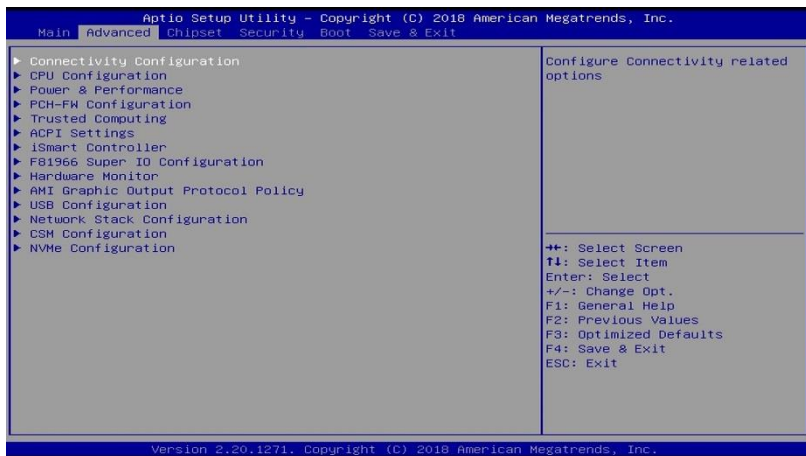 Aptio Setup Utility – Copyright (C) 2018 American Megatrends, Inc.
Main Advanced Chipset Security Boot Save & Exit
▶ Connectivity Configuration
▶ CPU Configuration
▶ Power & Performance
▶ PCH-FW Configuration
▶ Trusted Computing
▶ ACPI Settings
▶ iSmart Controller
▶ F81966 Super IO Configuration
▶ Hardware Monitor
▶ AMI Graphic Output Protocol Policy
▶ USB Configuration
▶ Network Stack Configuration
▶ CSM Configuration
▶ NVMe Configuration
Configure Connectivity related
options
→←: Select Screen
↑↓: Select Item
Enter: Select
+/-: Change Opt.
F1: General Help
F2: Previous Values
F3: Optimized Defaults
F4: Save & Exit
ESC: Exit
Version 2.20.1271. Copyright (C) 2018 American Megatrends, Inc.